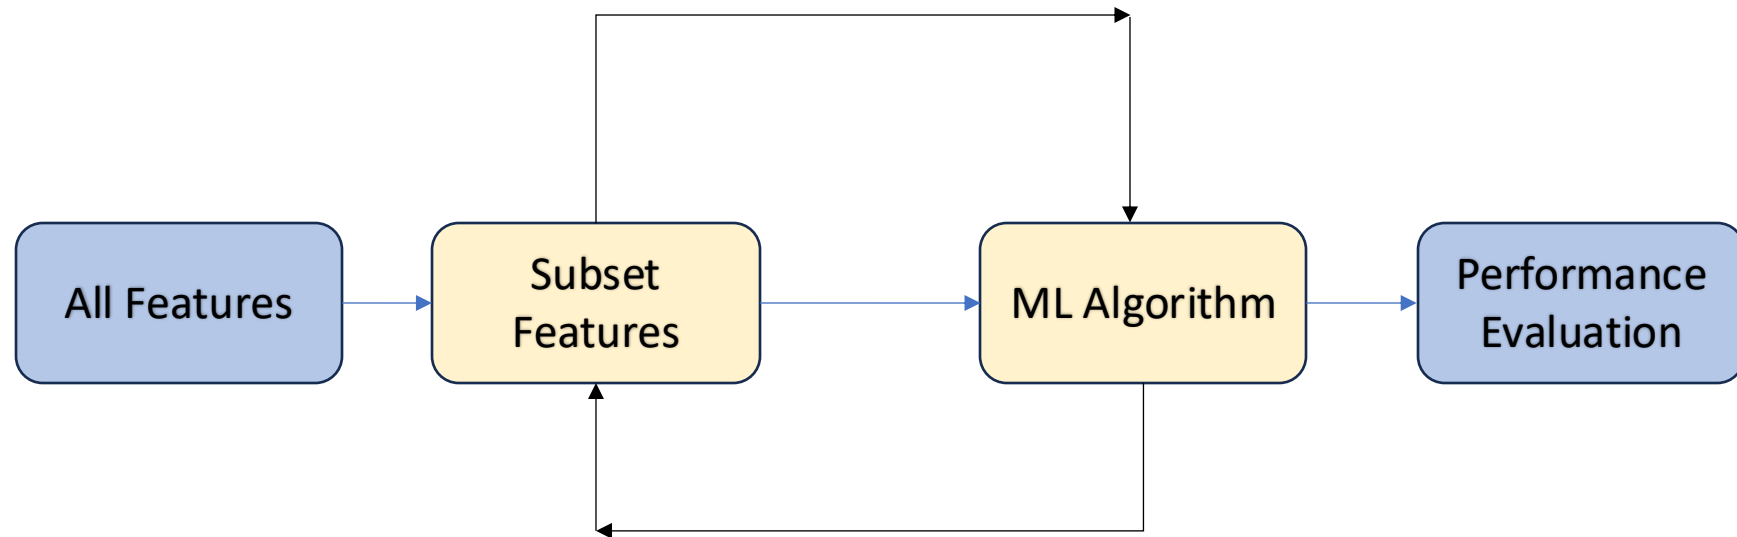 All Features
Subset
Features
ML Algorithm
Performance
Evaluation